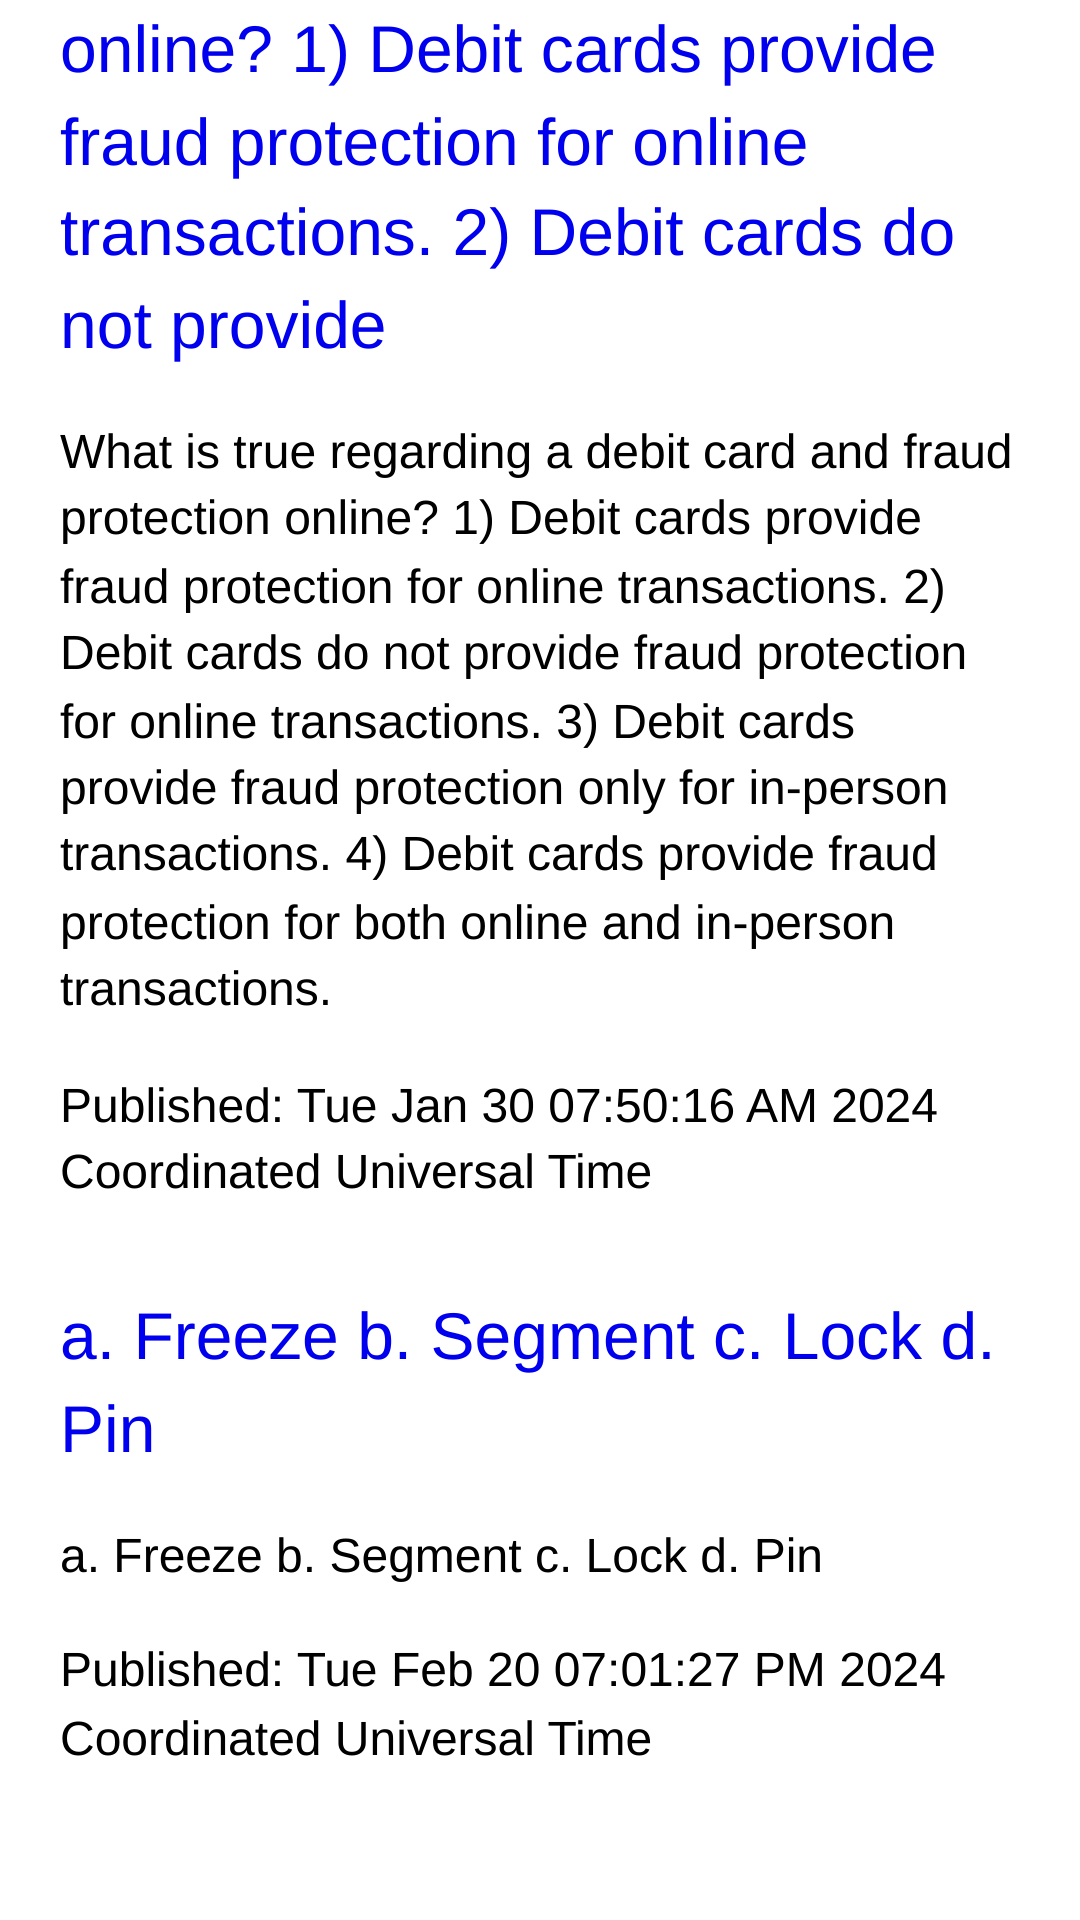 online? 1) Debit cards provide
fraud protection for online
transactions. 2) Debit cards do
not provide
What is true regarding a debit card and fraud
protection online? 1) Debit cards provide
fraud protection for online transactions. 2)
Debit cards do not provide fraud protection
for online transactions. 3) Debit cards
provide fraud protection only for in-person
transactions. 4) Debit cards provide fraud
protection for both online and in-person
transactions.
Published: Tue Jan 30 07:50:16 AM 2024
Coordinated Universal Time
a. Freeze b. Segment c. Lock d.
Pin
a. Freeze b. Segment c. Lock d. Pin
Published: Tue Feb 20 07:01:27 PM 2024
Coordinated Universal Time